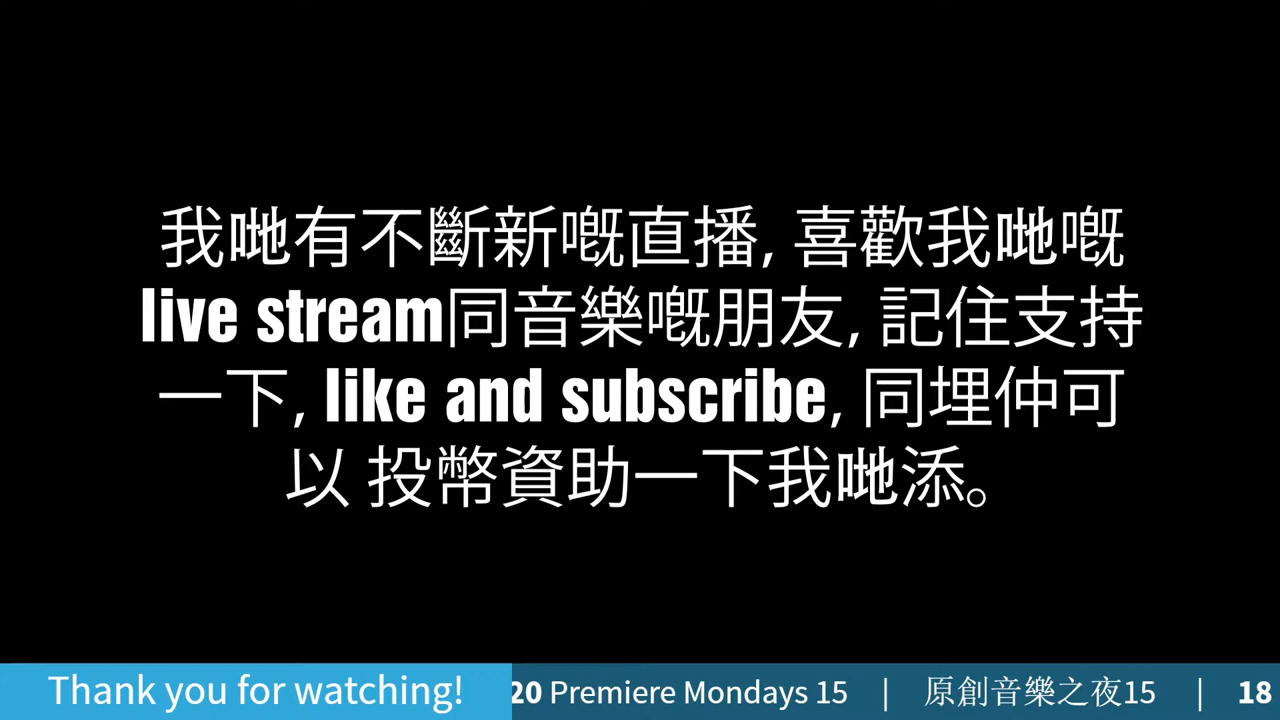 我哋有不斷新嘅直播, 喜歡我哋嘅
live stream同音樂嘅朋友, 記住支持
一下, like and subscribe, 同埋仲可
以 投幣資助一下我哋添。
Thank you for watching! 20 Premiere Mondays 15 | 原創音樂之夜15 | 18